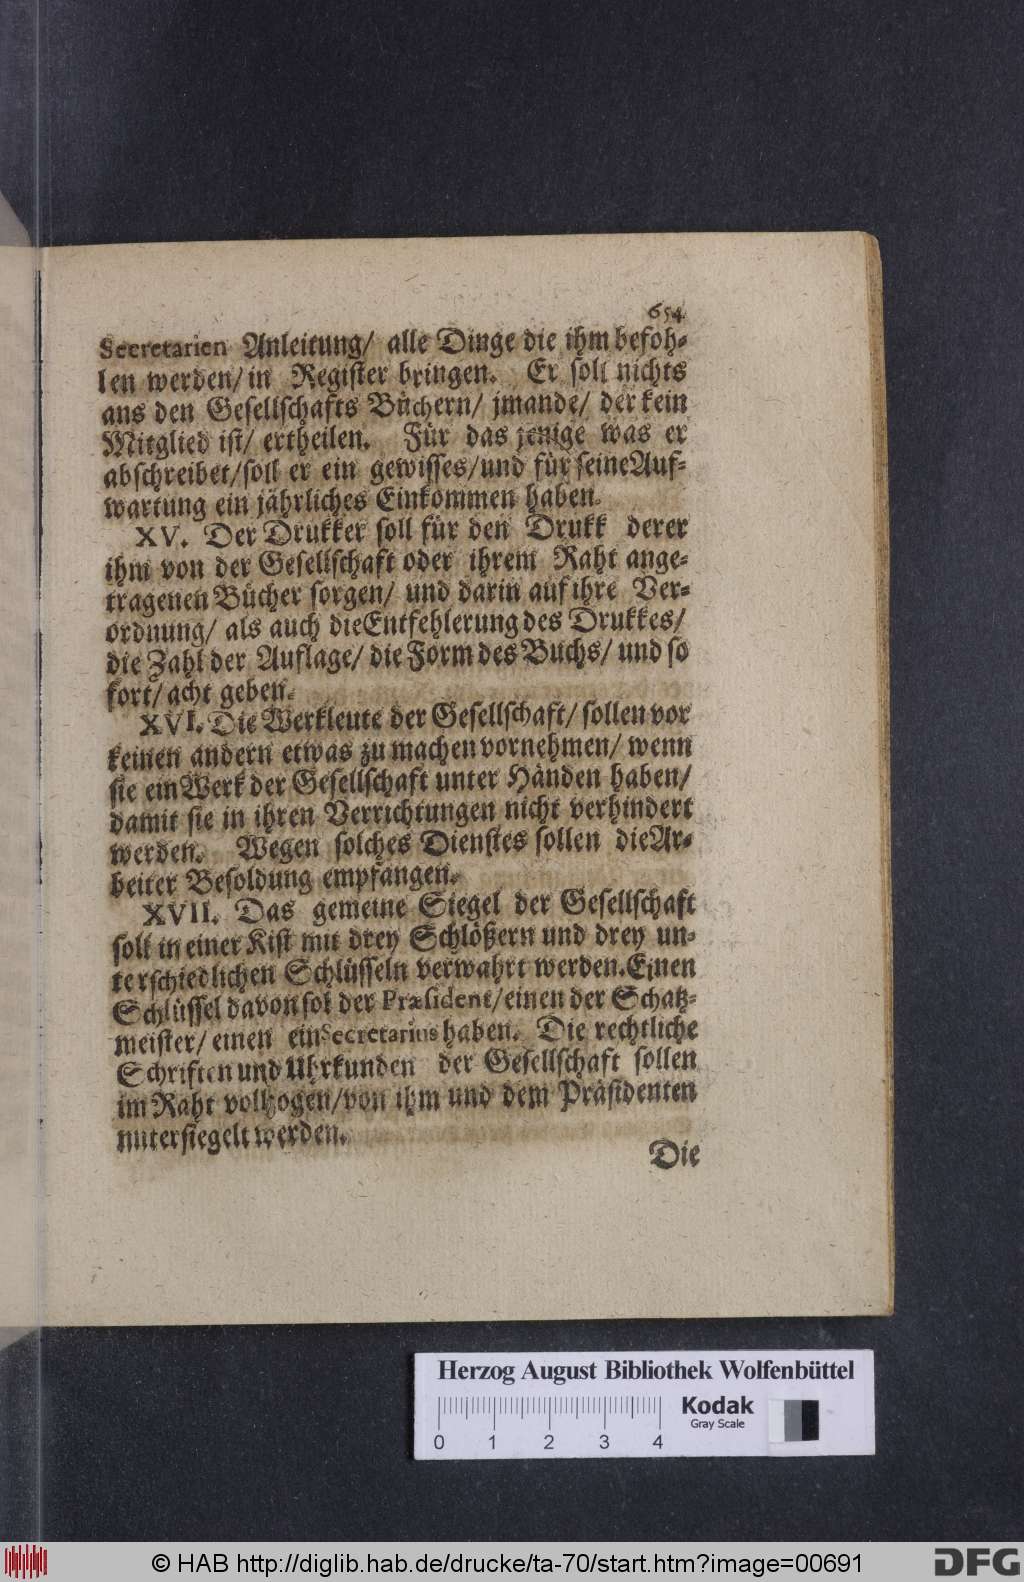 654
Secretarien Anleitung/ alle Dinge die ihm befoh-
len werden/ in Register bringen. Er soll nichts
aus den Gesellschafts Büchern/ jmande/ der kein
Mitglied ist/ ertheilen. Für das jenige was er
abschreibet/ soll er ein gewisses/ und für seine Auf-
wartung ein jährliches Einkommen haben.
XV. Der Drukker soll für den Drukk derer
ihm von der Gesellschaft oder ihrem Raht ange-
tragenen Bücher sorgen/ und darin auf ihre Ver-
ordnung/ als auch die Entfehlerung des Drukkes/
die Zahl der Auflage/ die Form des Buchs/ und so
fort/ acht geben.
XVI. Die Werkleute der Gesellschaft/ sollen vor
keinen andern etwas zu machen vornehmen/ wenn
sie ein Werk der Gesellschaft unter Händen haben/
damit sie in ihren Verrichtungen nicht verhindert
werden. Wegen solches Dienstes sollen die Ar-
beiter Besoldung empfangen.
XVII. Das gemeine Siegel der Gesellschaft
soll in einer Kist mit drey Schlößern und drey un-
terschiedlichen Schlüsseln verwahrt werden. Einen
Schlüssel davon sol der Præsident/ einen der Schatz-
meister/ einen ein Secretarius haben. Die rechtliche
Schriften und Uhrkunden der Gesellschaft sollen
im Raht volzogen/ von ihm und dem Präsidenten
nutersiegelt werden.
Die
Herzog August Bibliothek Wolfenbüttel
Kodak
Gray Scale
0 1 2 3 4
© HAB http://diglib.hab.de/drucke/ta-70/start.htm?image=00691
DFG